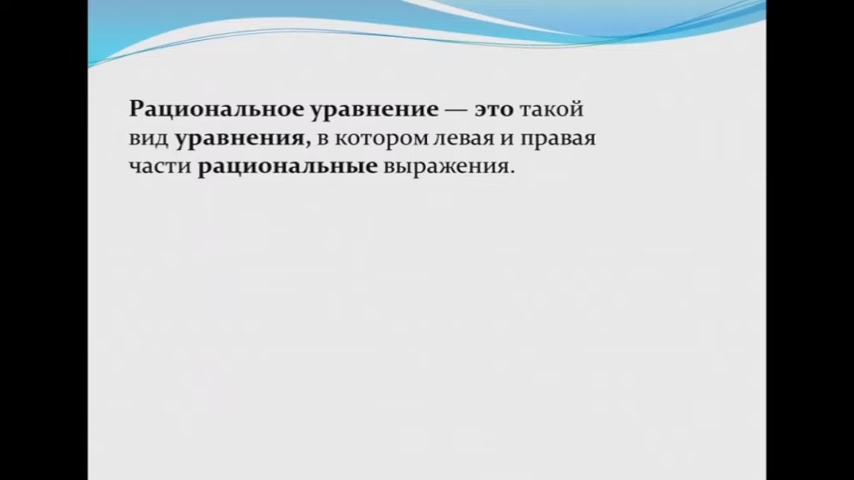 Рациональное уравнение — это такой
вид уравнения, в котором левая и правая
части рациональные выражения.